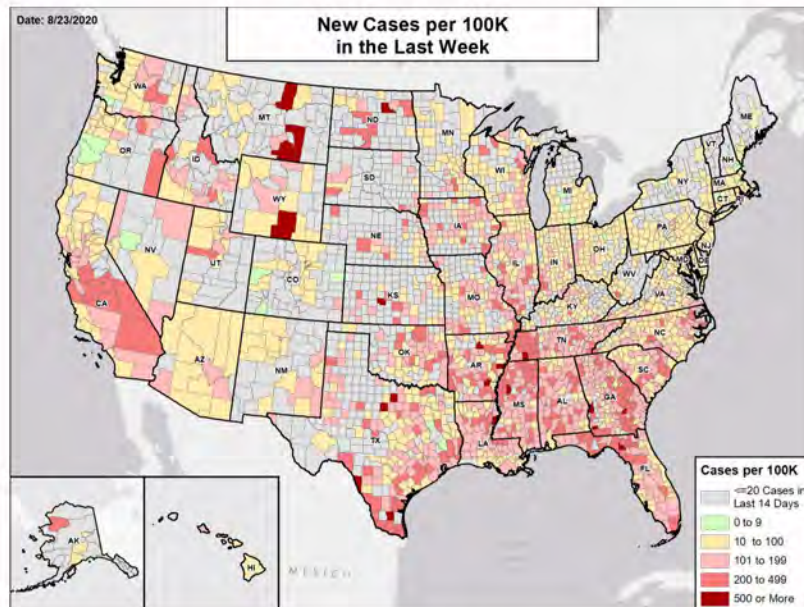 Date: 8/23/2020
New Cases per 100K
in the Last Week
WA
MT
ND
MN
ME
OR
ID
WI
VT
NH
SD
NY
MA
WY
MI
CT
RI
IA
PA
NE
NJ
NV
OH
MD
DE
UT
IL
IN
CO
WV
CA
KS
MO
VA
KY
NC
TN
AZ
OK
NM
AR
SC
MS
AL
GA
TX
LA
FL
AK
HI
MEXICO
Cases per 100K
<=20 Cases in
Last 14 Days
0 to 9
10 to 100
101 to 199
200 to 499
500 or More